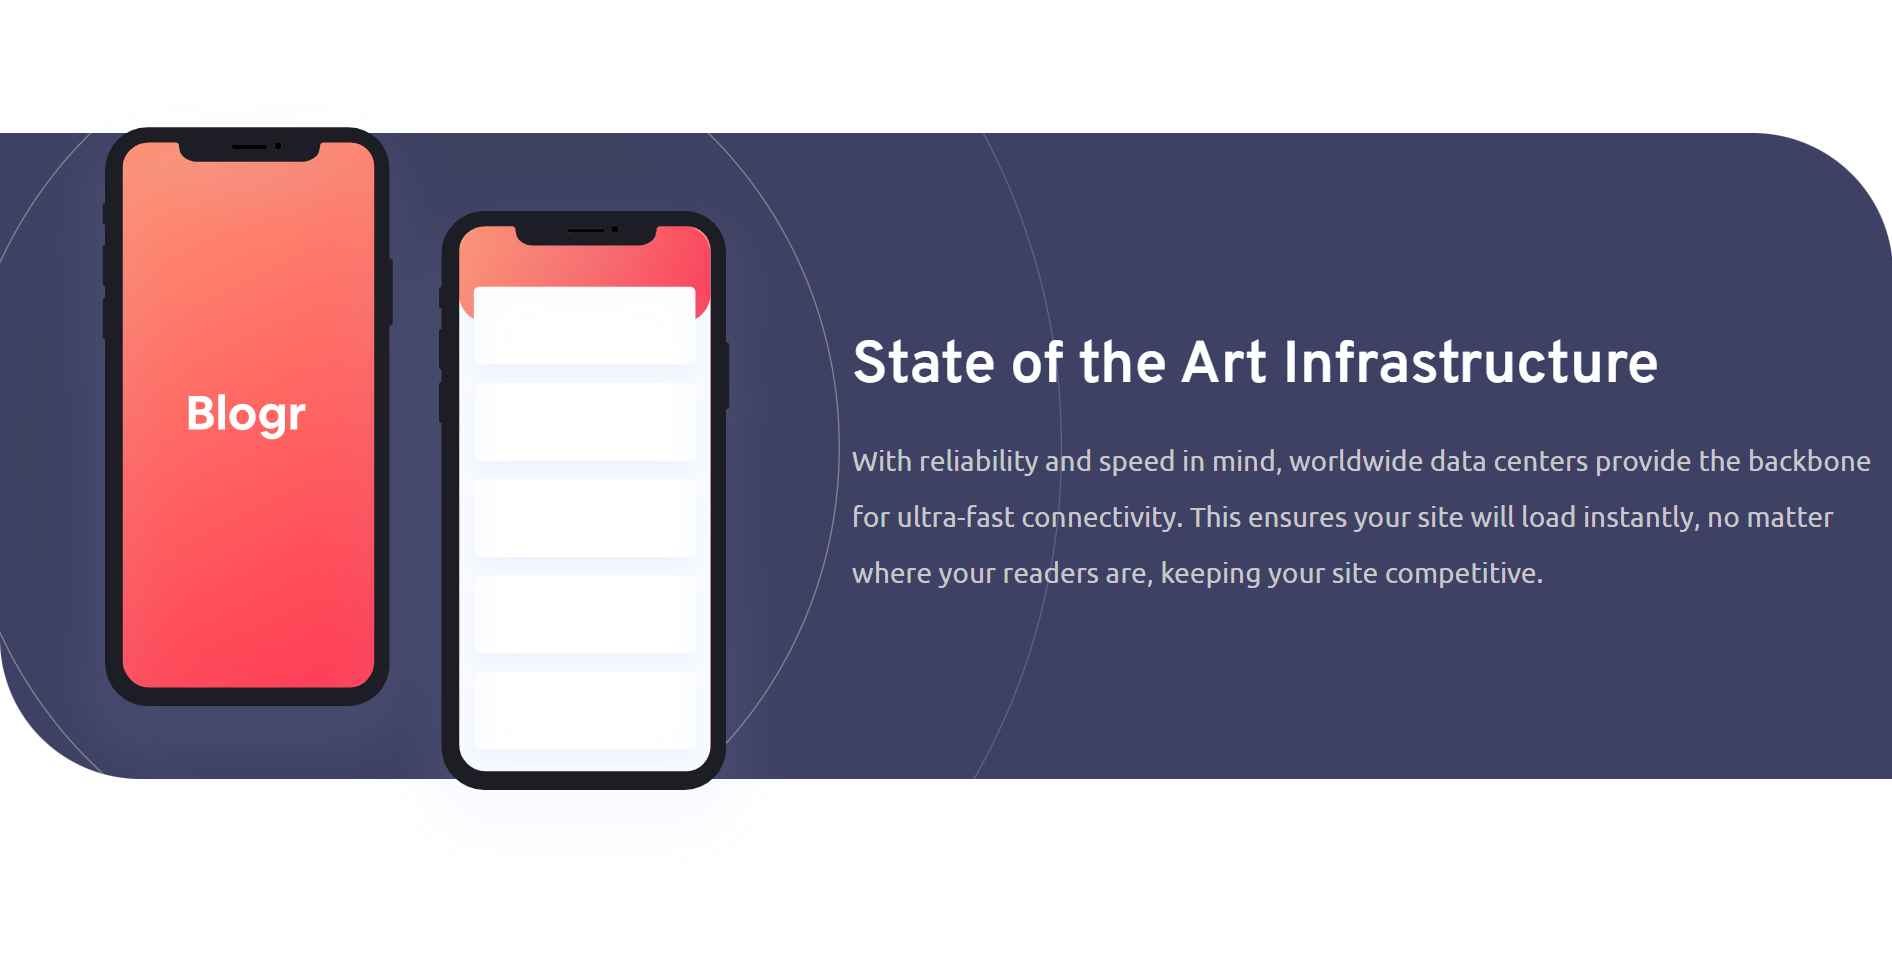 Blogr
State of the Art Infrastructure
With reliability and speed in mind, worldwide data centers provide the backbone
for ultra-fast connectivity. This ensures your site will load instantly, no matter
where your readers are, keeping your site competitive.